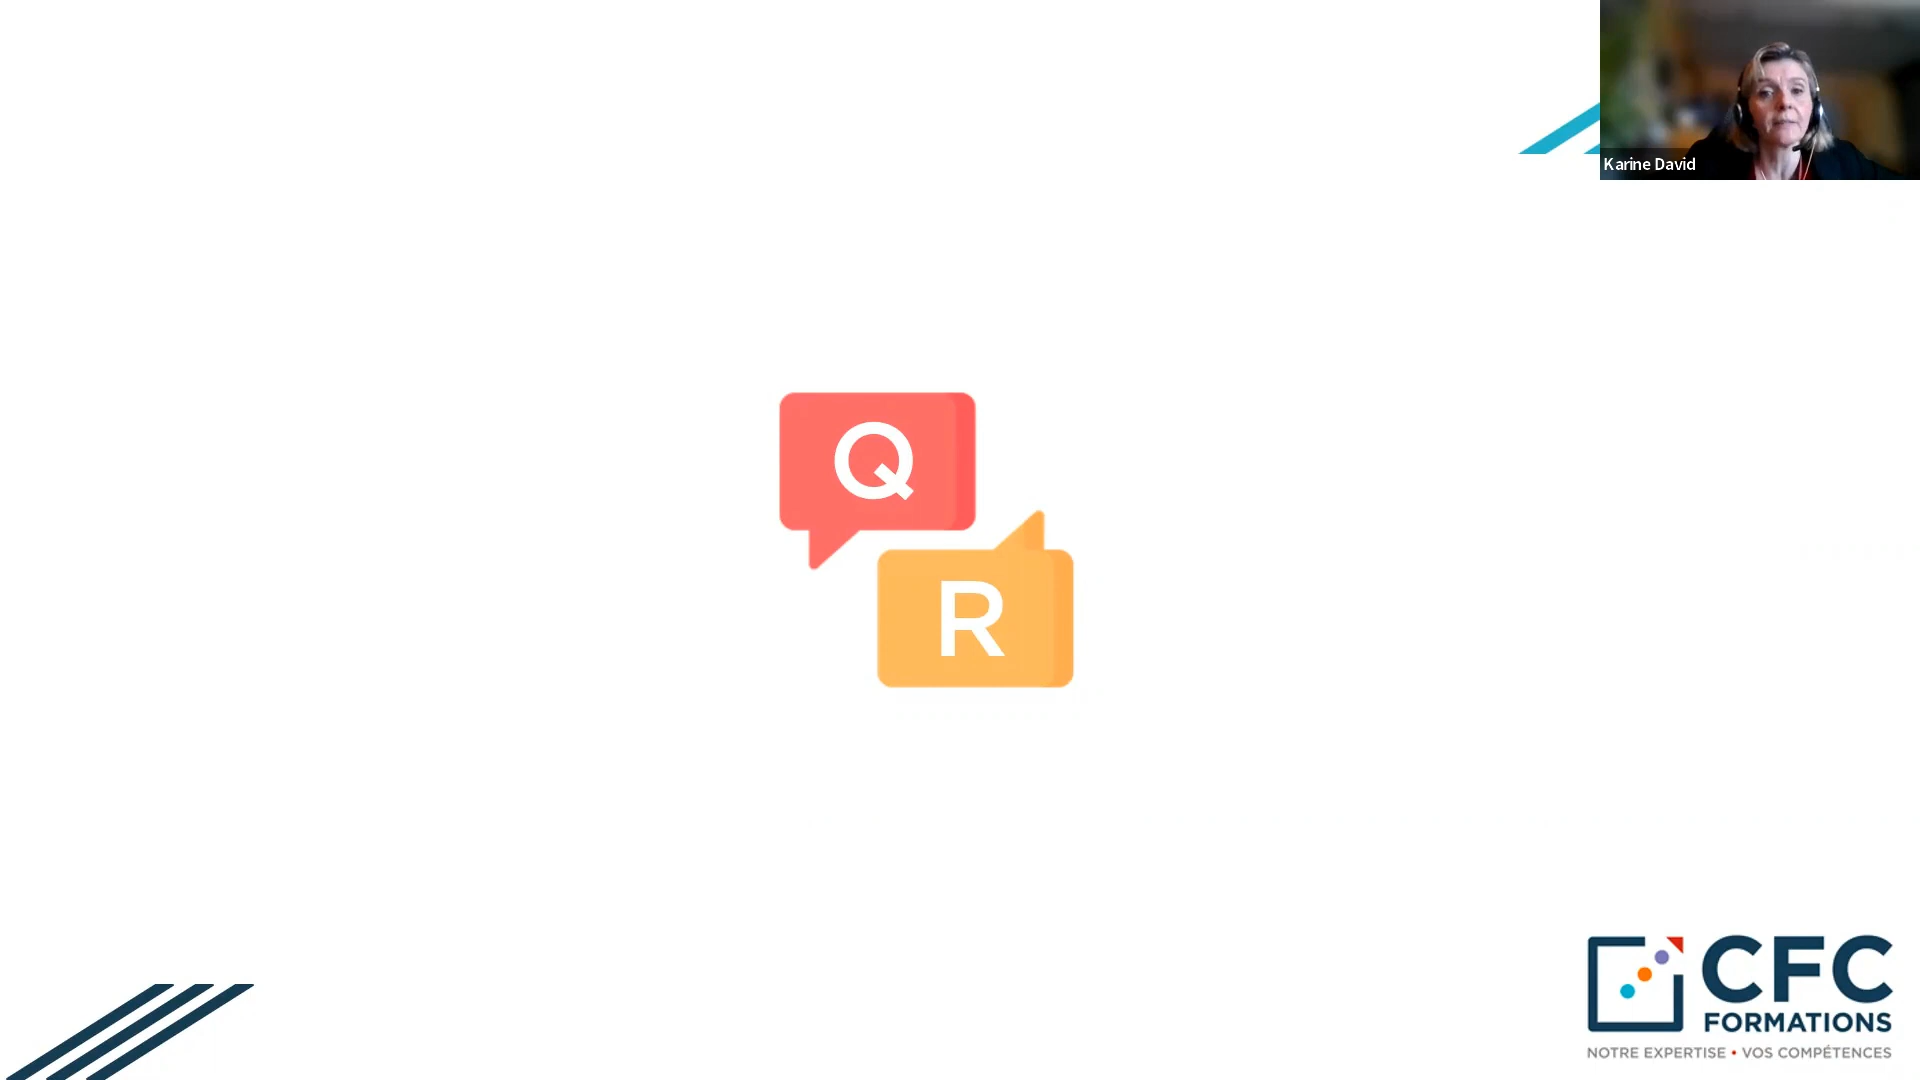 Karine David
Q
R
CFC
FORMATIONS
NOTRE EXPERTISE • VOS COMPÉTENCES